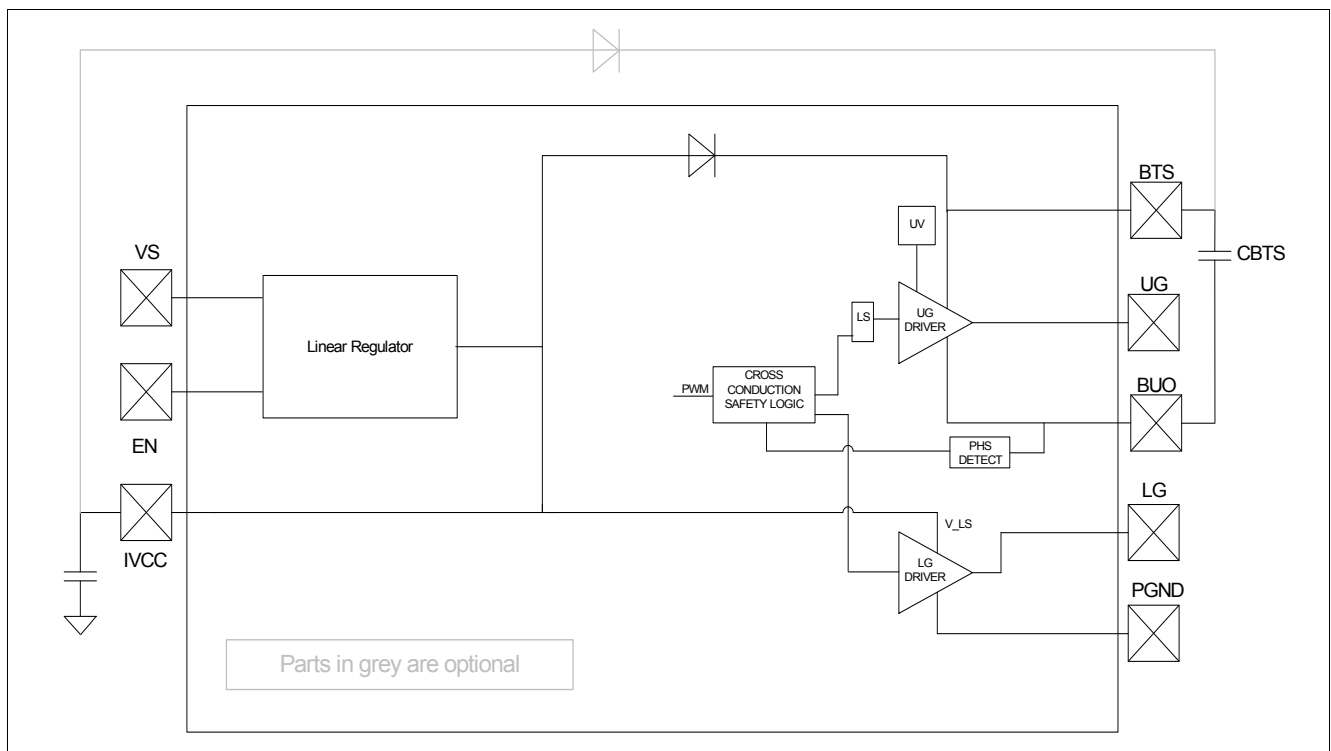 BTS
UV
VS
CBTS
UG
LS
UG
DRIVER
Linear Regulator
CROSS
CONDUCTION
SAFETY LOGIC
PWM
BUO
EN
PHS
DETECT
LG
V_LS
IVCC
LG
DRIVER
PGND
Parts in grey are optional